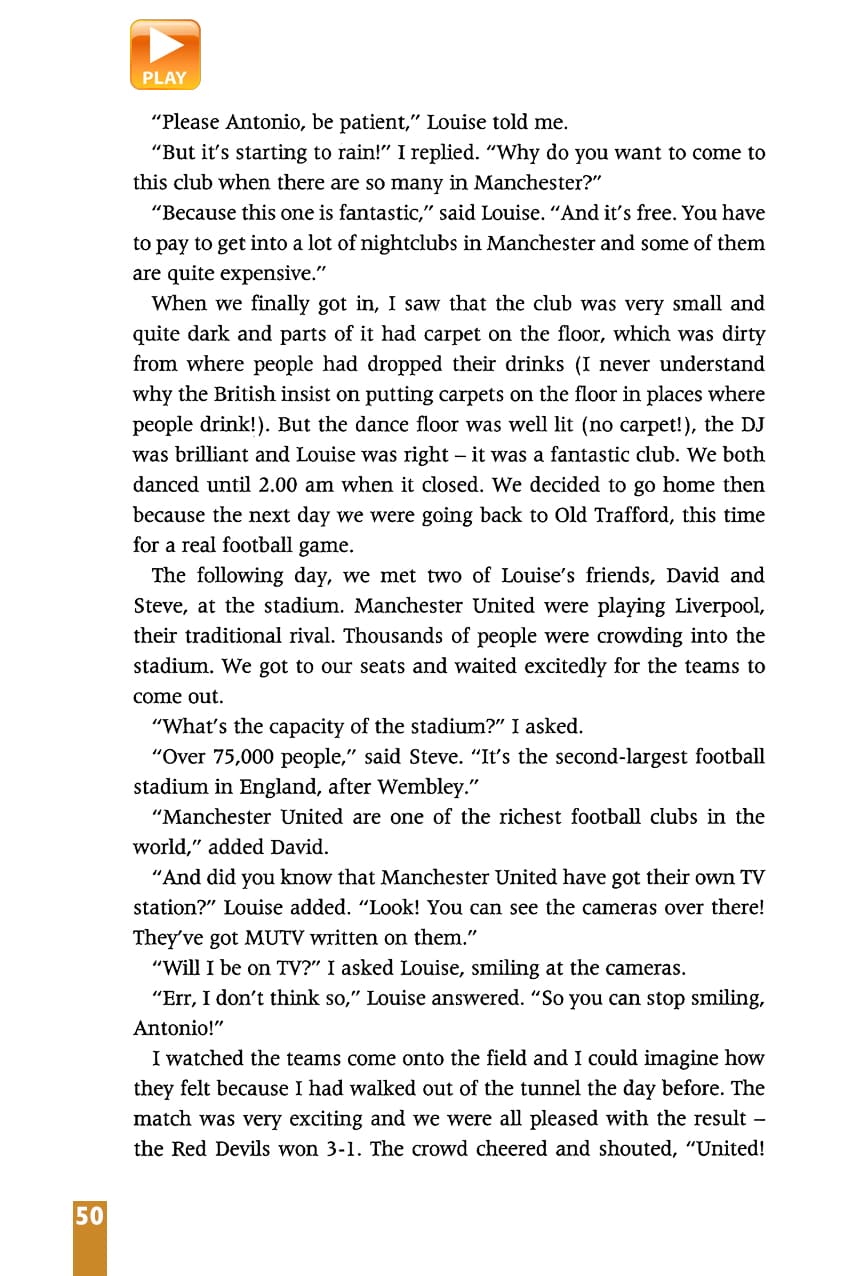 PLAY
“Please Antonio, be patient,” Louise told me.
“But it’s starting to rain!” I replied. “Why do you want to come to
this club when there are so many in Manchester?”
“Because this one is fantastic,” said Louise. “And it’s free. You have
to pay to get into a lot of nightclubs in Manchester and some of them
are quite expensive.”
When we finally got in, I saw that the club was very small and
quite dark and parts of it had carpet on the floor, which was dirty
from where people had dropped their drinks (I never understand
why the British insist on putting carpets on the floor in places where
people drink!). But the dance floor was well lit (no carpet!), the DJ
was brilliant and Louise was right – it was a fantastic club. We both
danced until 2.00 am when it closed. We decided to go home then
because the next day we were going back to Old Trafford, this time
for a real football game.
The following day, we met two of Louise’s friends, David and
Steve, at the stadium. Manchester United were playing Liverpool,
their traditional rival. Thousands of people were crowding into the
stadium. We got to our seats and waited excitedly for the teams to
come out.
“What’s the capacity of the stadium?” I asked.
“Over 75,000 people,” said Steve. “It’s the second-largest football
stadium in England, after Wembley.”
“Manchester United are one of the richest football clubs in the
world,” added David.
“And did you know that Manchester United have got their own TV
station?” Louise added. “Look! You can see the cameras over there!
They’ve got MUTV written on them.”
“Will I be on TV?” I asked Louise, smiling at the cameras.
“Err, I don’t think so,” Louise answered. “So you can stop smiling,
Antonio!”
I watched the teams come onto the field and I could imagine how
they felt because I had walked out of the tunnel the day before. The
match was very exciting and we were all pleased with the result –
the Red Devils won 3-1. The crowd cheered and shouted, “United!
50